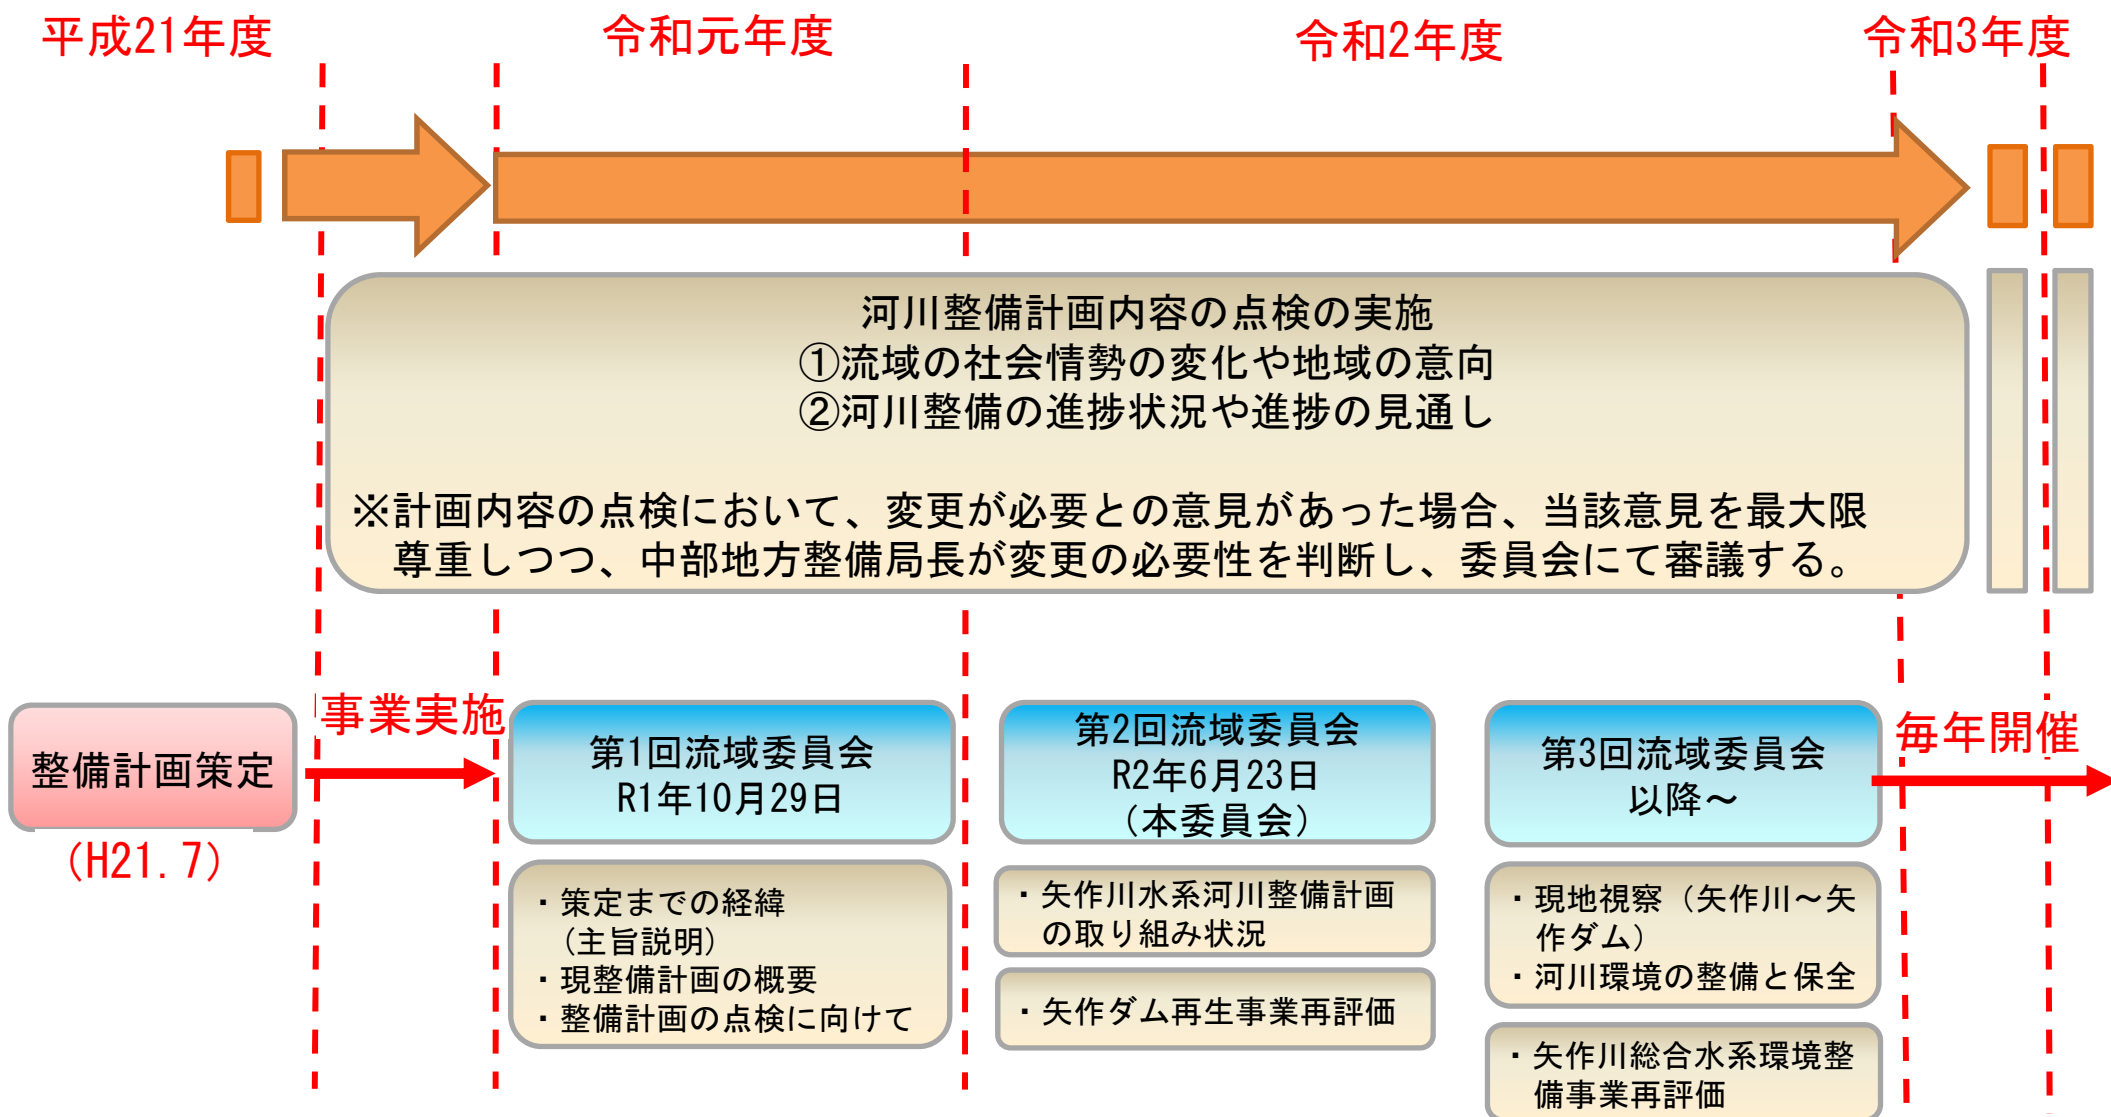 平成21年度
令和元年度
令和2年度
令和3年度
河川整備計画内容の点検の実施
①流域の社会情勢の変化や地域の意向
②河川整備の進捗状況や進捗の見通し
※計画内容の点検において、変更が必要との意見があった場合、当該意見を最大限
尊重しつつ、中部地方整備局長が変更の必要性を判断し、委員会にて審議する。
整備計画策定
(H21.7)
事業実施
第1回流域委員会
R1年10月29日
・策定までの経緯
(主旨説明)
・現整備計画の概要
・整備計画の点検に向けて
第2回流域委員会
R2年6月23日
(本委員会)
・矢作川水系河川整備計画
の取り組み状況
・矢作ダム再生事業再評価
第3回流域委員会
以降～
毎年開催
・現地視察（矢作川～矢
作ダム）
・河川環境の整備と保全
・矢作川総合水系環境整
備事業再評価